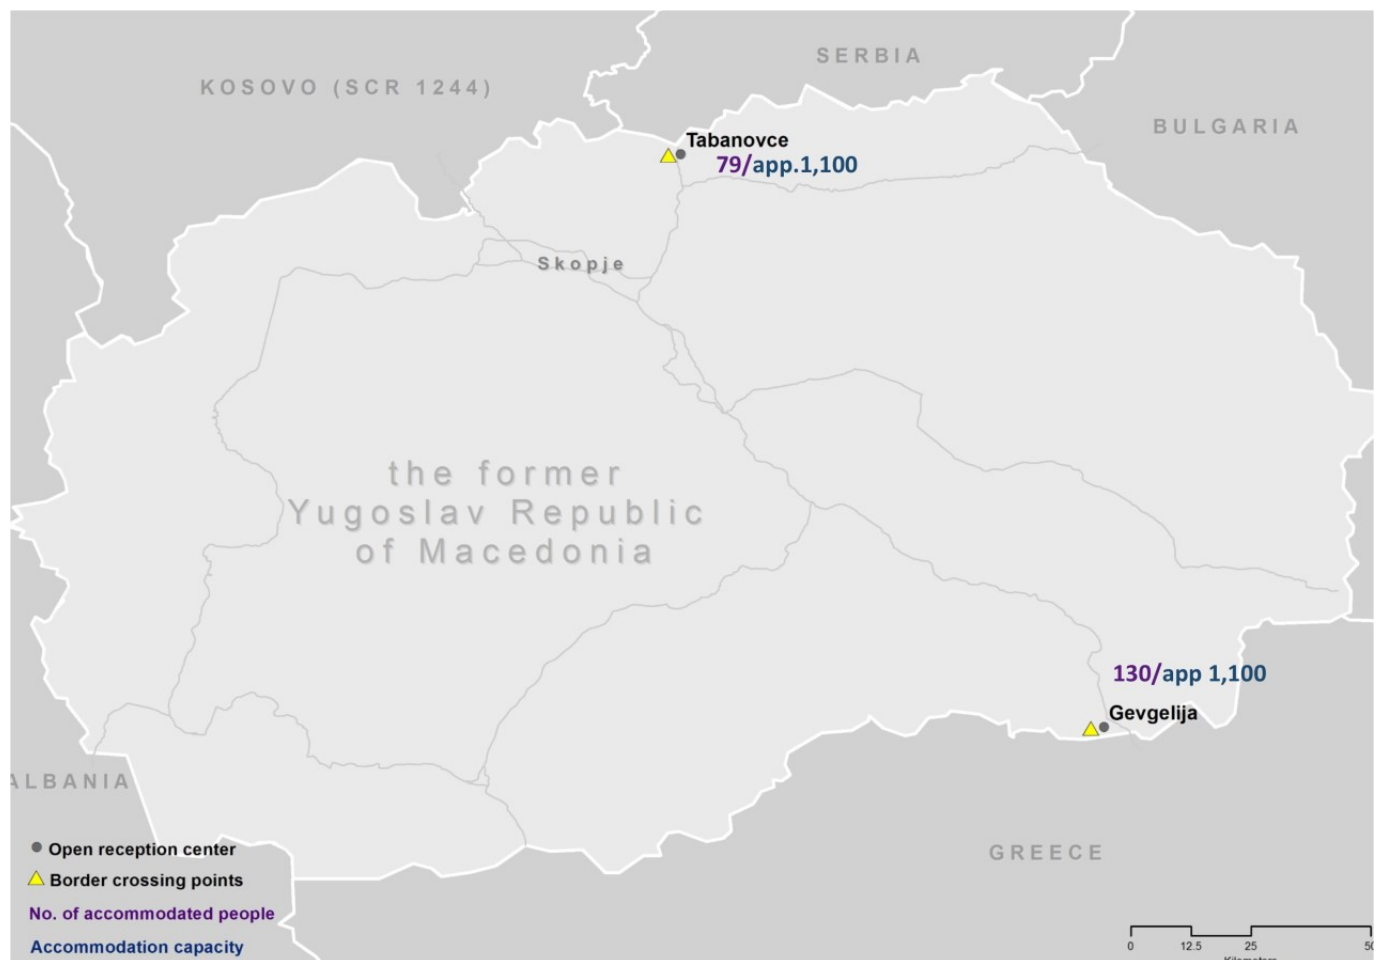 SERBIA
KOSOVO (SCR 1244)
BULGARIA
Tabanovce
79/app.1,100
Skopje
the former
Yugoslav Republic
of Macedonia
130/app 1,100
Gevgelija
ALBANIA
GREECE
Open reception center
Border crossing points
No. of accommodated people
Accommodation capacity
0 12.5 25 50
Kilometers